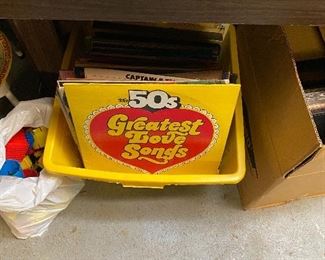 CAPTAIN &
The 50s
Greatest
Love
Songs